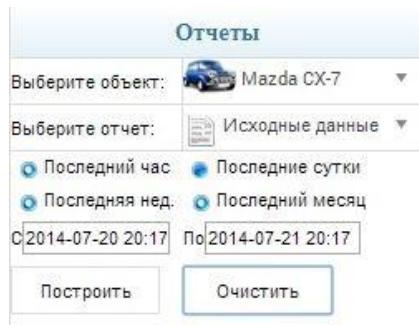 Отчеты
Выберите объект: Mazda CX-7
Выберите отчет: Исходные данные
Последний час Последние сутки
Последняя нед. Последний месяц
С 2014-07-20 20:17 По 2014-07-21 20:17
Построить Очистить